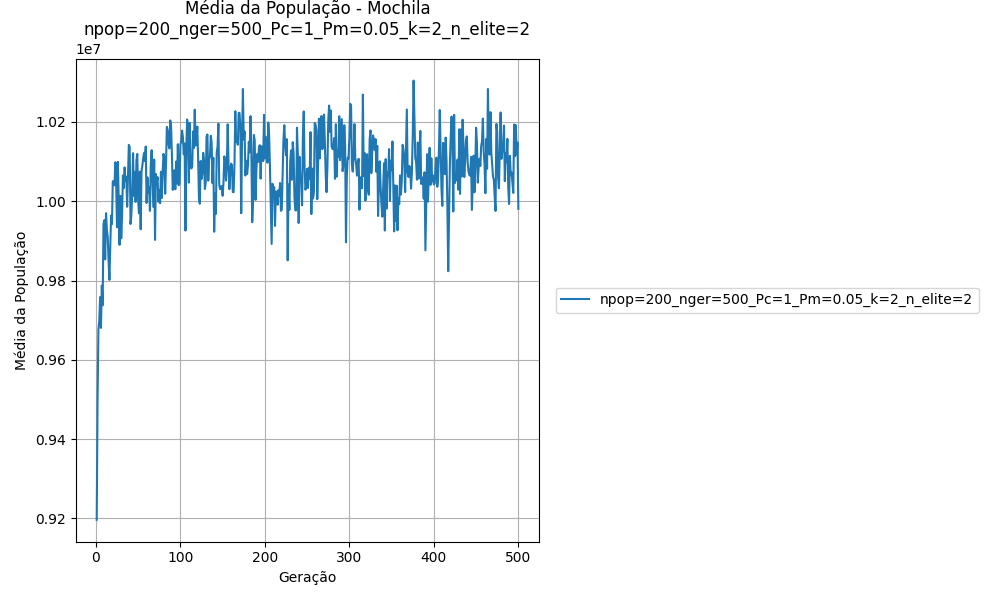 Média da População - Mochila
npop=200_nger=500_Pc=1_Pm=0.05_k=2_n_elite=2
1e7
1.02
1.00
0.98
0.96
0.94
0.92
Média da População
0 100 200 300 400 500
Geração
npop=200_nger=500_Pc=1_Pm=0.05_k=2_n_elite=2